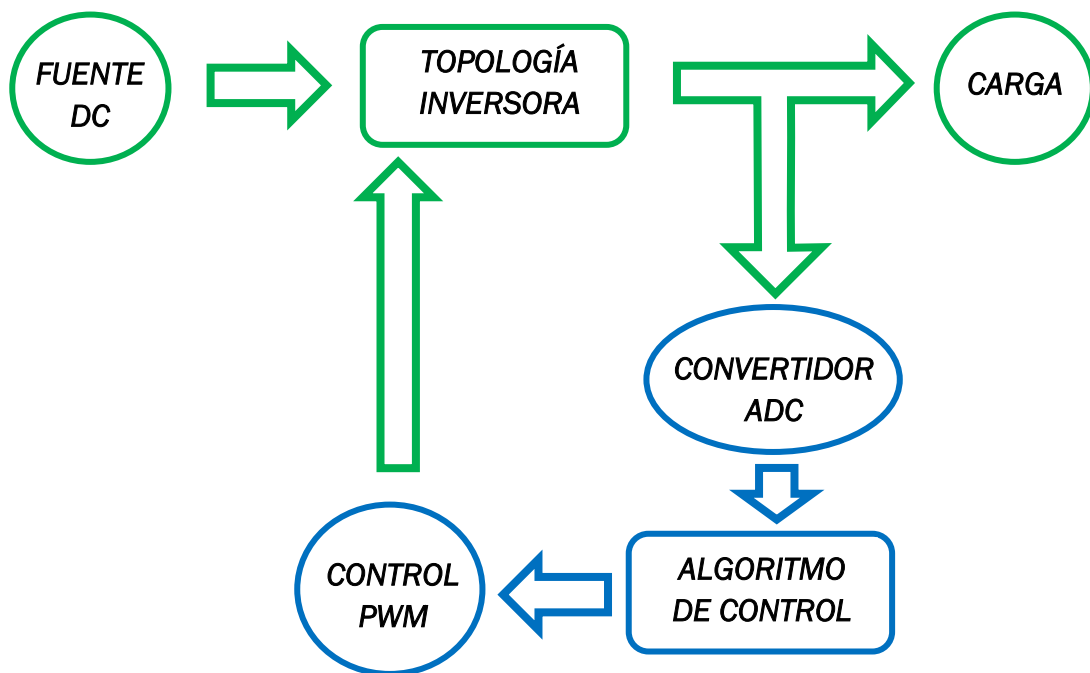 FUENTE
DC
TOPOLOGÍA
INVERSORA
CARGA
CONVERTIDOR
ADC
ALGORITMO
DE CONTROL
CONTROL
PWM